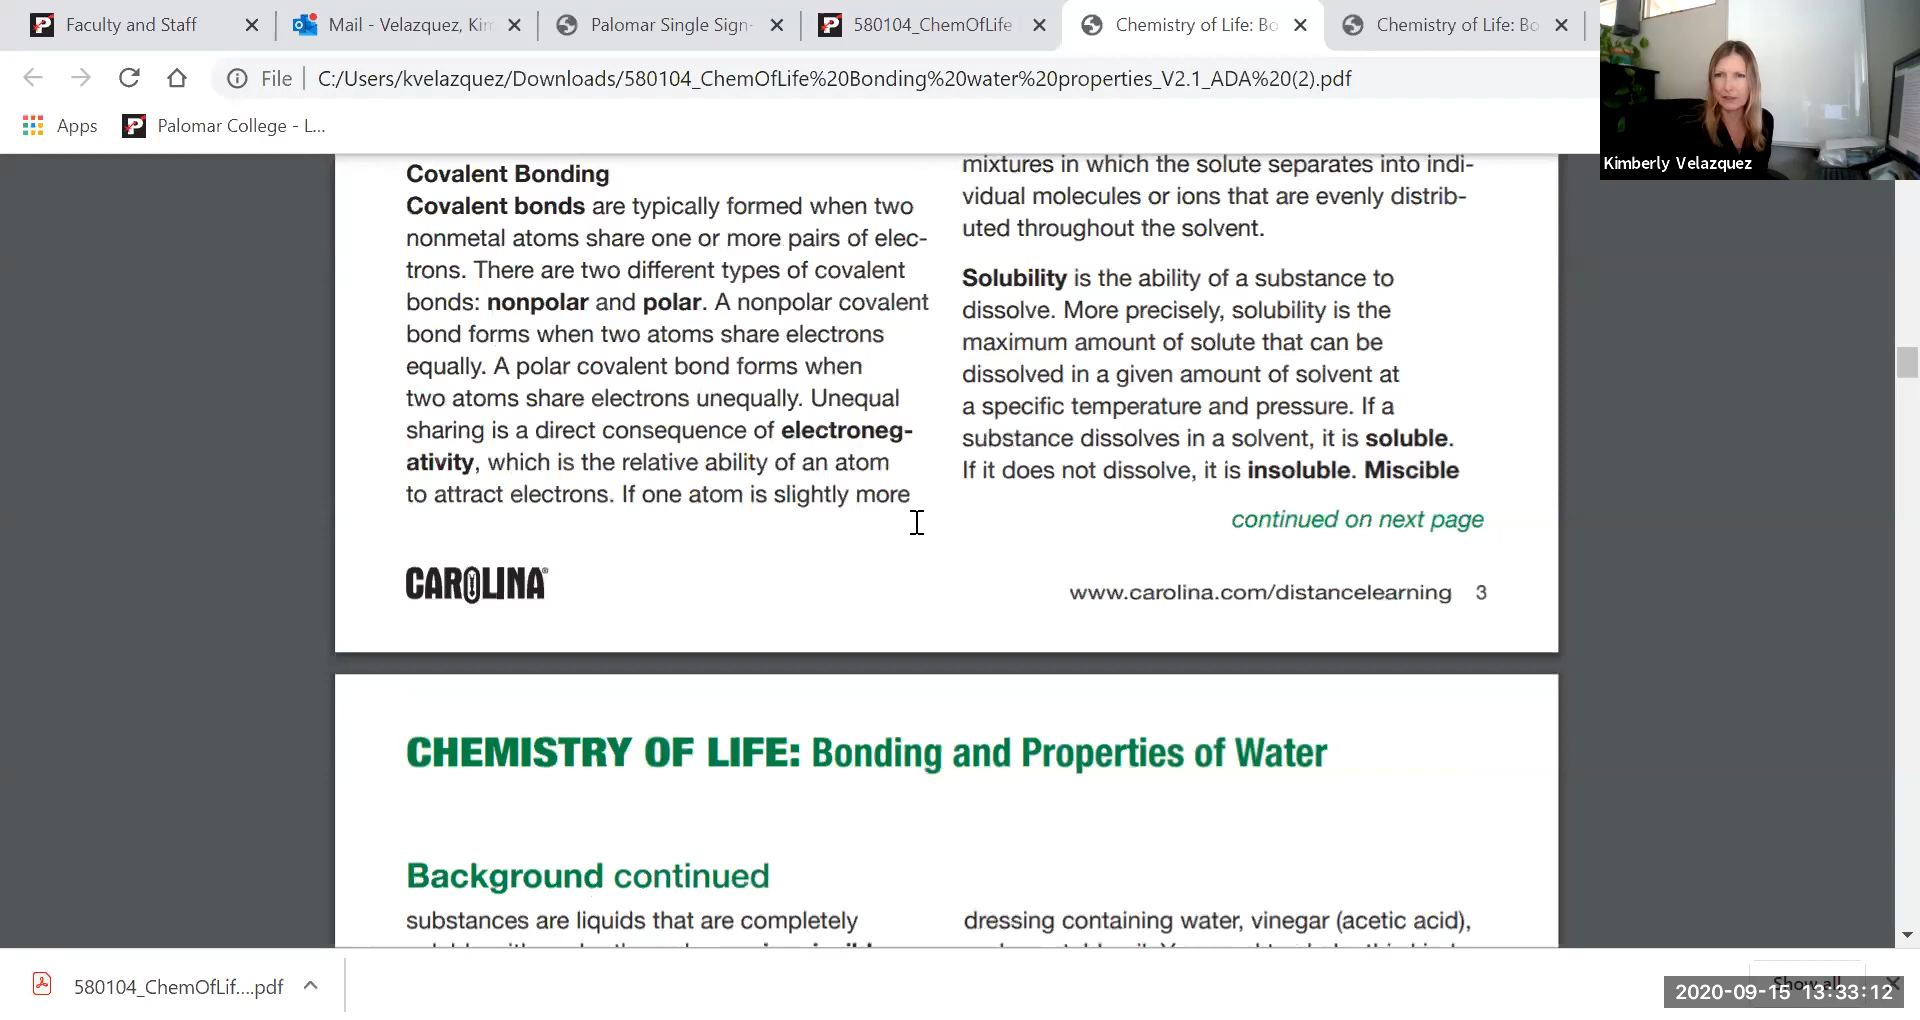 Faculty and Staff
Mail - Velazquez, Kim
Palomar Single Sign-
580104_ChemOfLife
Chemistry of Life: Bo
Chemistry of Life: Bo
File
C:/Users/kvelazquez/Downloads/580104_ChemOfLife%20Bonding%20water%20properties_V2.1_ADA%20(2).pdf
Apps
Palomar College - L...
Kimberly Velazquez
Covalent Bonding
Covalent bonds are typically formed when two
nonmetal atoms share one or more pairs of elec-
trons. There are two different types of covalent
bonds: nonpolar and polar. A nonpolar covalent
bond forms when two atoms share electrons
equally. A polar covalent bond forms when
two atoms share electrons unequally. Unequal
sharing is a direct consequence of electroneg-
ativity, which is the relative ability of an atom
to attract electrons. If one atom is slightly more
mixtures in which the solute separates into indi-
vidual molecules or ions that are evenly distrib-
uted throughout the solvent.
Solubility is the ability of a substance to
dissolve. More precisely, solubility is the
maximum amount of solute that can be
dissolved in a given amount of solvent at
a specific temperature and pressure. If a
substance dissolves in a solvent, it is soluble.
If it does not dissolve, it is insoluble. Miscible
continued on next page
CAROLINA®
www.carolina.com/distancelearning 3
CHEMISTRY OF LIFE: Bonding and Properties of Water
Background continued
substances are liquids that are completely
dressing containing water, vinegar (acetic acid),
580104_ChemOfLif....pdf
Show all
2020-09-15 13:33:12